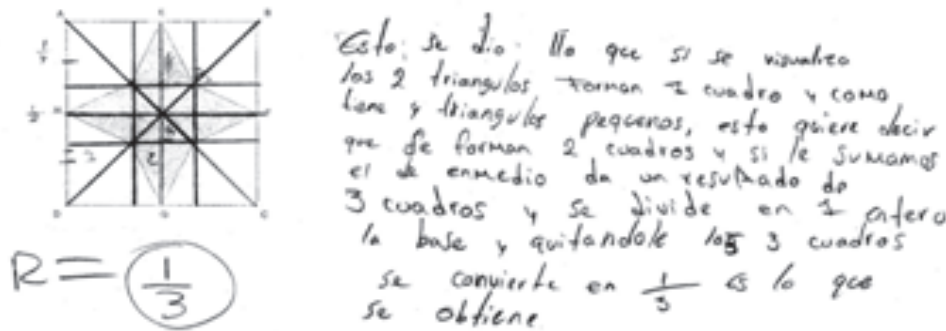 A
B
D
C
R = 1/3
Esto se dio que si se visualiza
los 2 triangulos forman 1 cuadro y como
tiene 4 triangulos pequeños, esto quiere decir
que se forman 2 cuadros y si le sumamos
el de enmedio da un resultado de
3 cuadros y se divide en 1 entero
la base y quitandole los 3 cuadros
se convierte en 1/3 es lo que
se obtiene